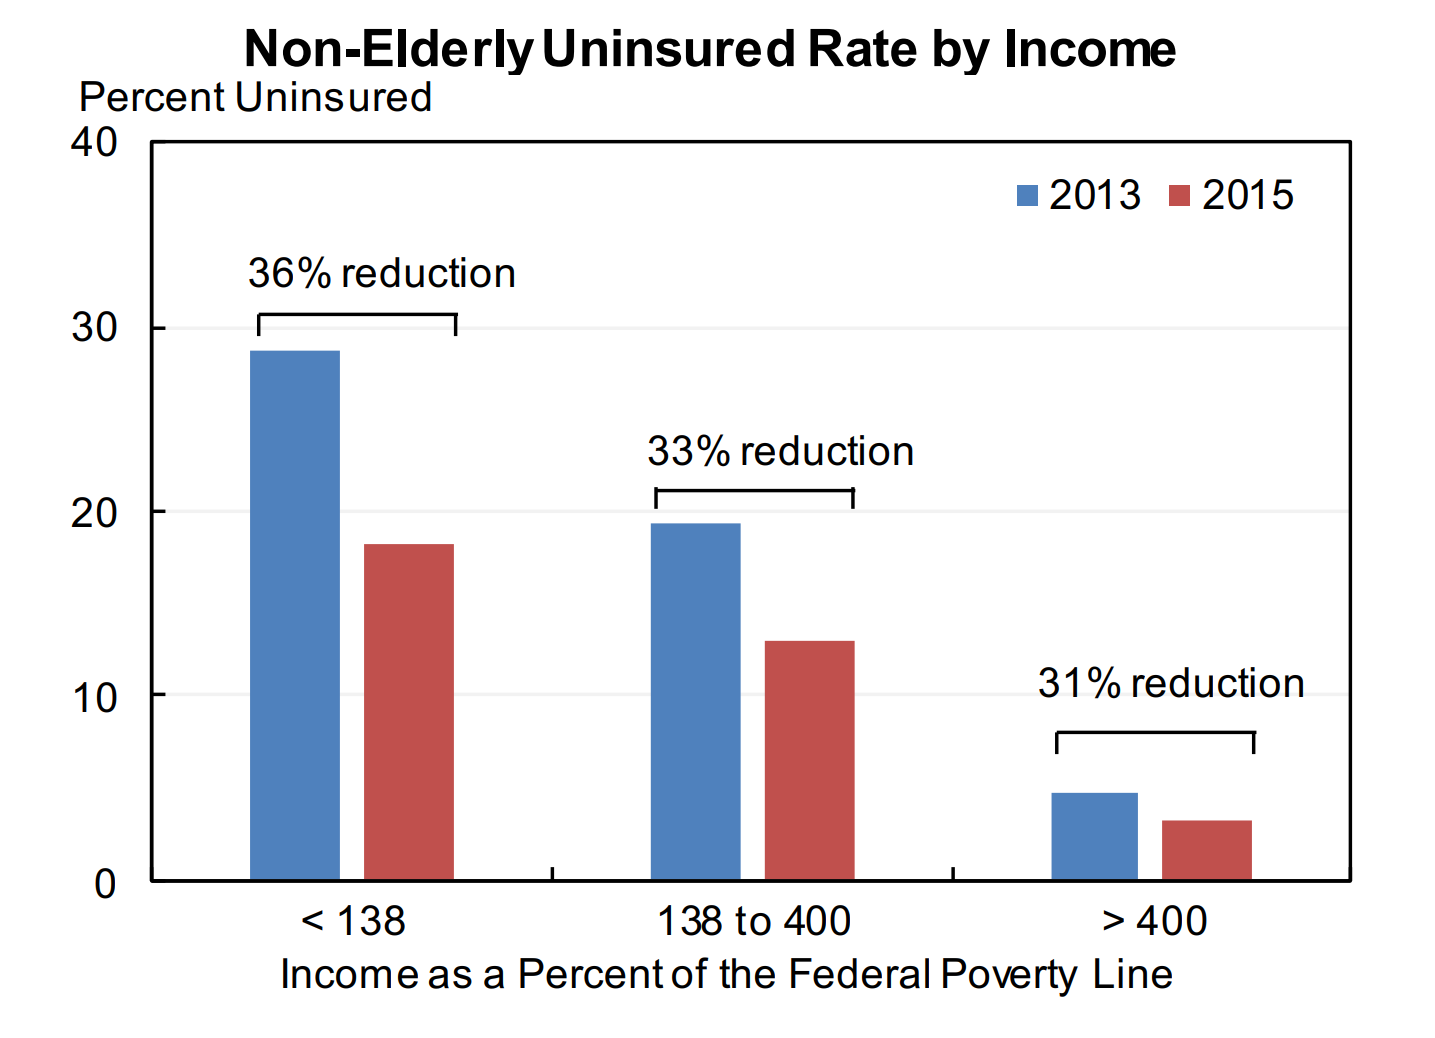 Non-Elderly Uninsured Rate by Income
Percent Uninsured
40
2013 2015
36% reduction
30
33% reduction
20
31% reduction
10
0
< 138 138 to 400 > 400
Income as a Percent of the Federal Poverty Line